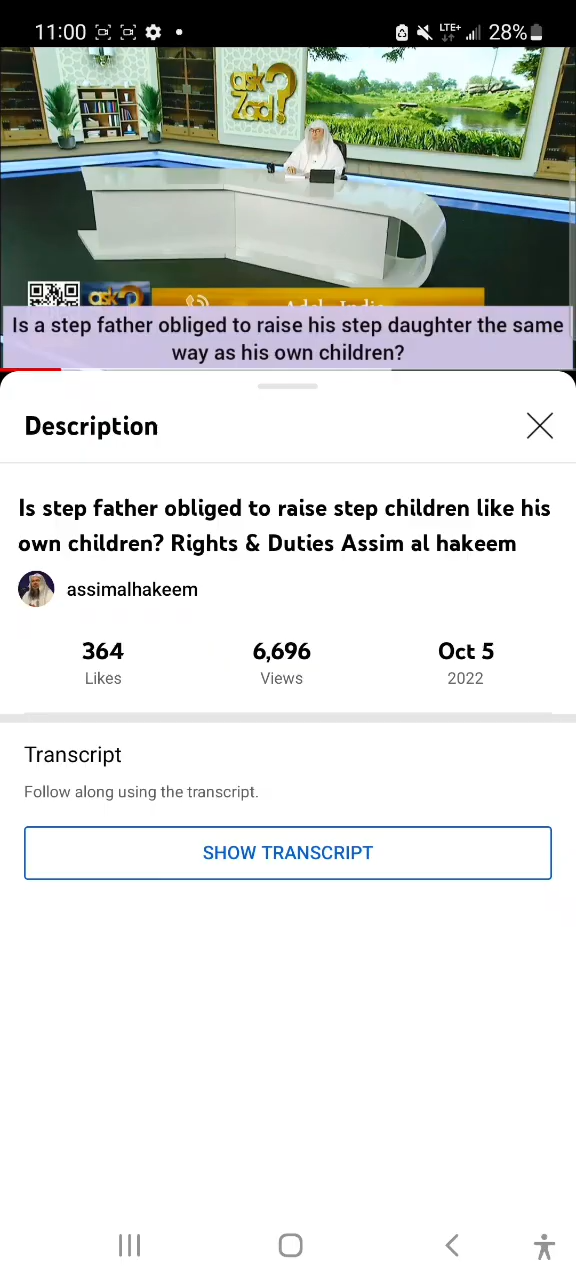 11:00
LTE+
28%
ask
Zad?
ask
Is a step father obliged to raise his step daughter the same
way as his own children?
Description
Is step father obliged to raise step children like his
own children? Rights & Duties Assim al hakeem
assimalhakeem
364
6,696
Oct 5
Likes
Views
2022
Transcript
Follow along using the transcript.
SHOW TRANSCRIPT